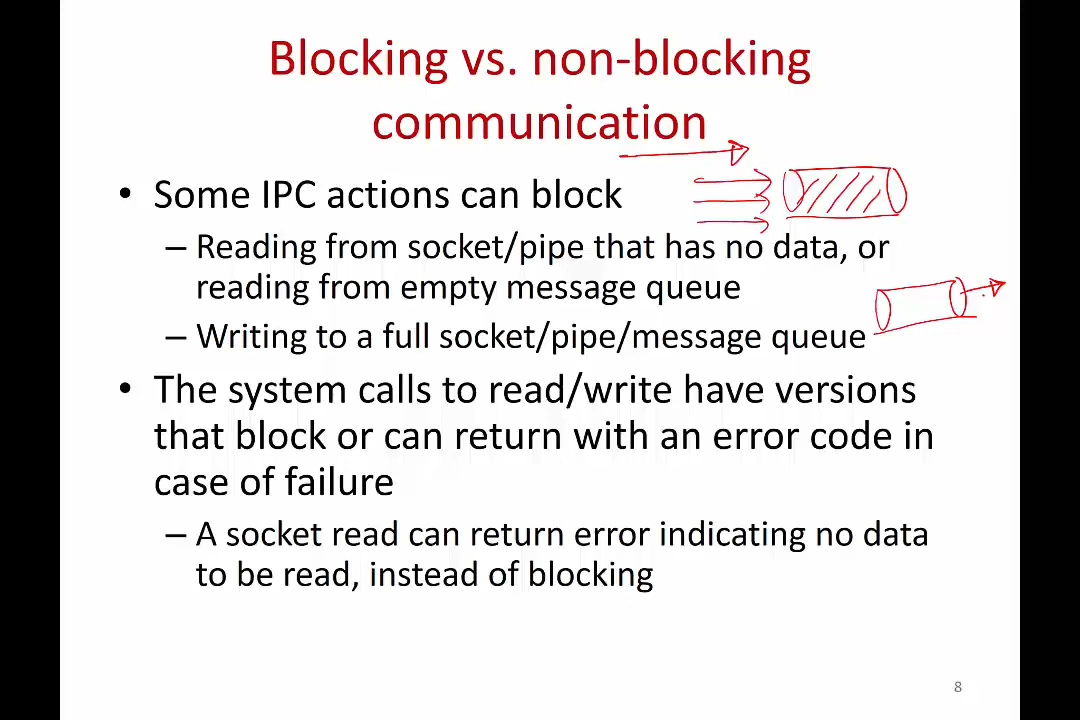 Blocking vs. non-blocking
communication
• Some IPC actions can block
– Reading from socket/pipe that has no data, or
reading from empty message queue
– Writing to a full socket/pipe/message queue
• The system calls to read/write have versions
that block or can return with an error code in
case of failure
– A socket read can return error indicating no data
to be read, instead of blocking
8